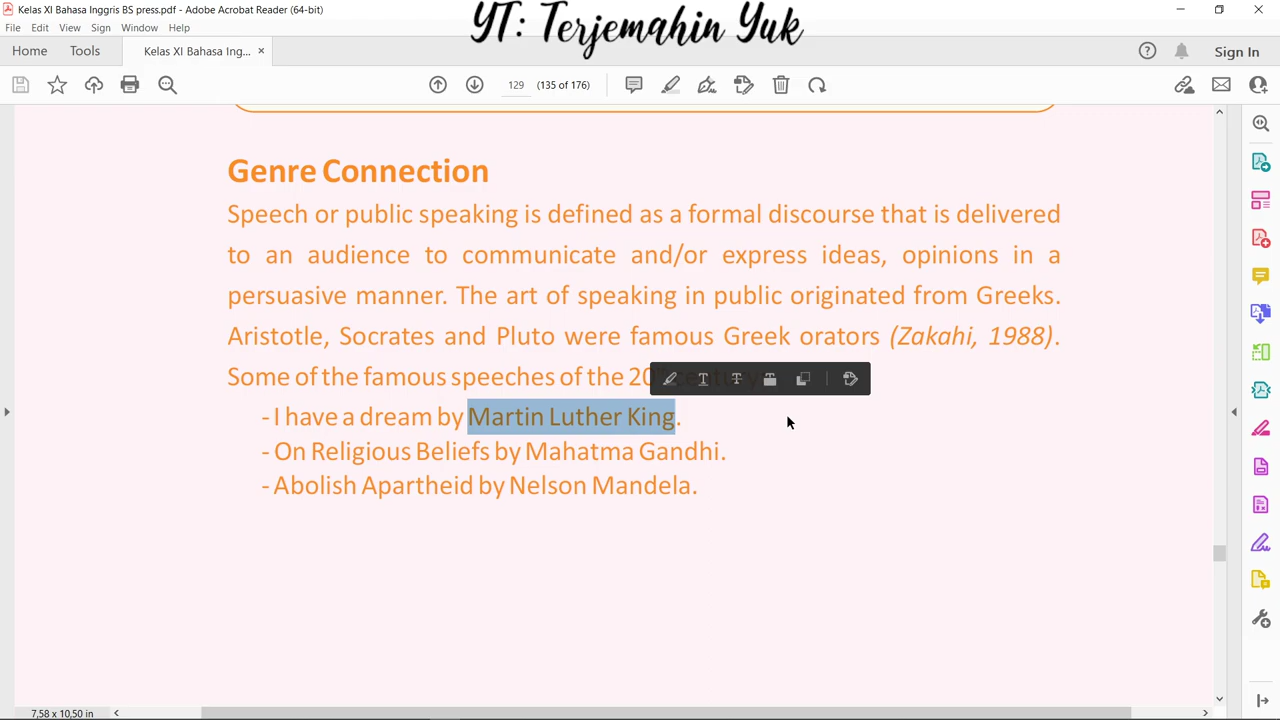 Kelas XI Bahasa Inggris BS press.pdf - Adobe Acrobat Reader (64-bit)
YT: Terjemahin Yuk
File Edit View Sign Window Help
Home Tools Kelas XI Bahasa Ing... × Sign In
129 (135 of 176)
Genre Connection
Speech or public speaking is defined as a formal discourse that is delivered
to an audience to communicate and/or express ideas, opinions in a
persuasive manner. The art of speaking in public originated from Greeks.
Aristotle, Socrates and Pluto were famous Greek orators (Zakahi, 1988).
Some of the famous speeches of the 20
- I have a dream by Martin Luther King.
- On Religious Beliefs by Mahatma Gandhi.
- Abolish Apartheid by Nelson Mandela.
7,58 x 10,50 in